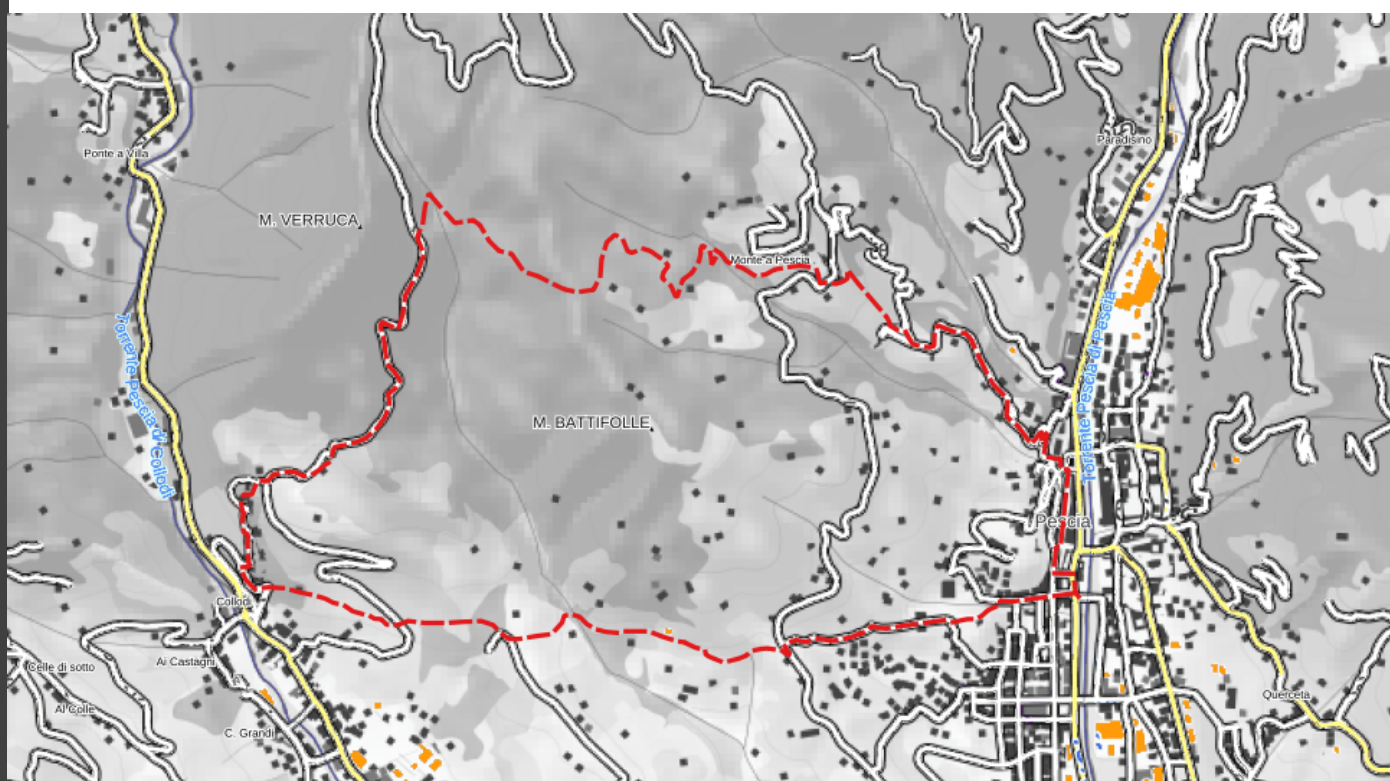 Paradisino
Ponte a Villa
M. VERRUCA
Monte a Pescia
Torrente Pescia di Collodi
Torrente Pescia di Pescia
M. BATTIFOLLE
Pescia
Collodi
Ai Castagni
Celle di sotto
Al Colle
C. Grandi
Querceta